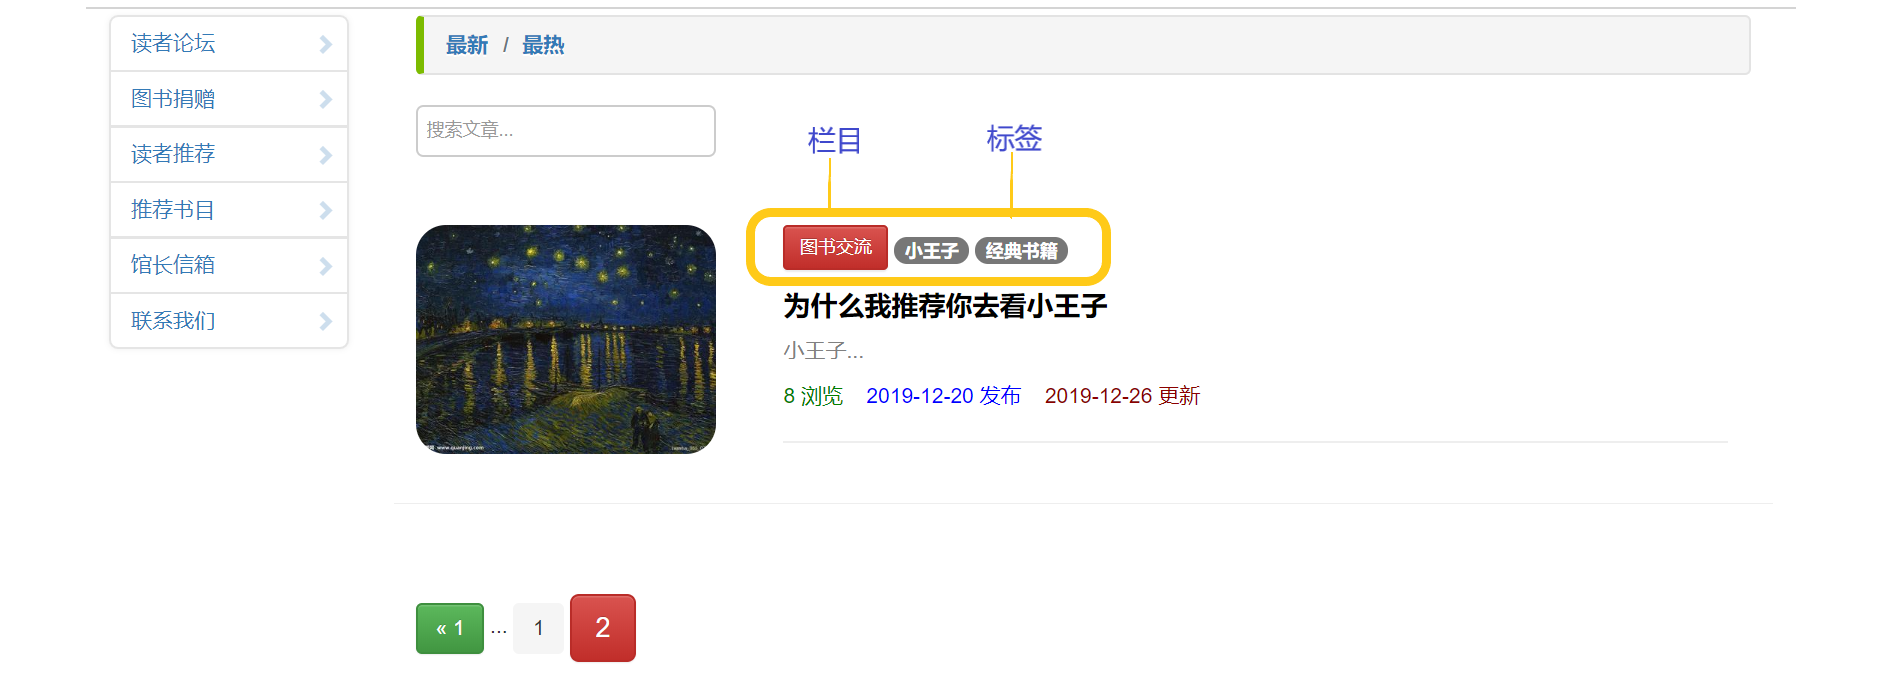 读者论坛
图书捐赠
读者推荐
推荐书目
馆长信箱
联系我们
最新 / 最热
搜索文章...
栏目
标签
图书交流 小王子 经典书籍
为什么我推荐你去看小王子
小王子...
8 浏览 2019-12-20 发布 2019-12-26 更新
www.quanjing.com
« 1 ... 1 2